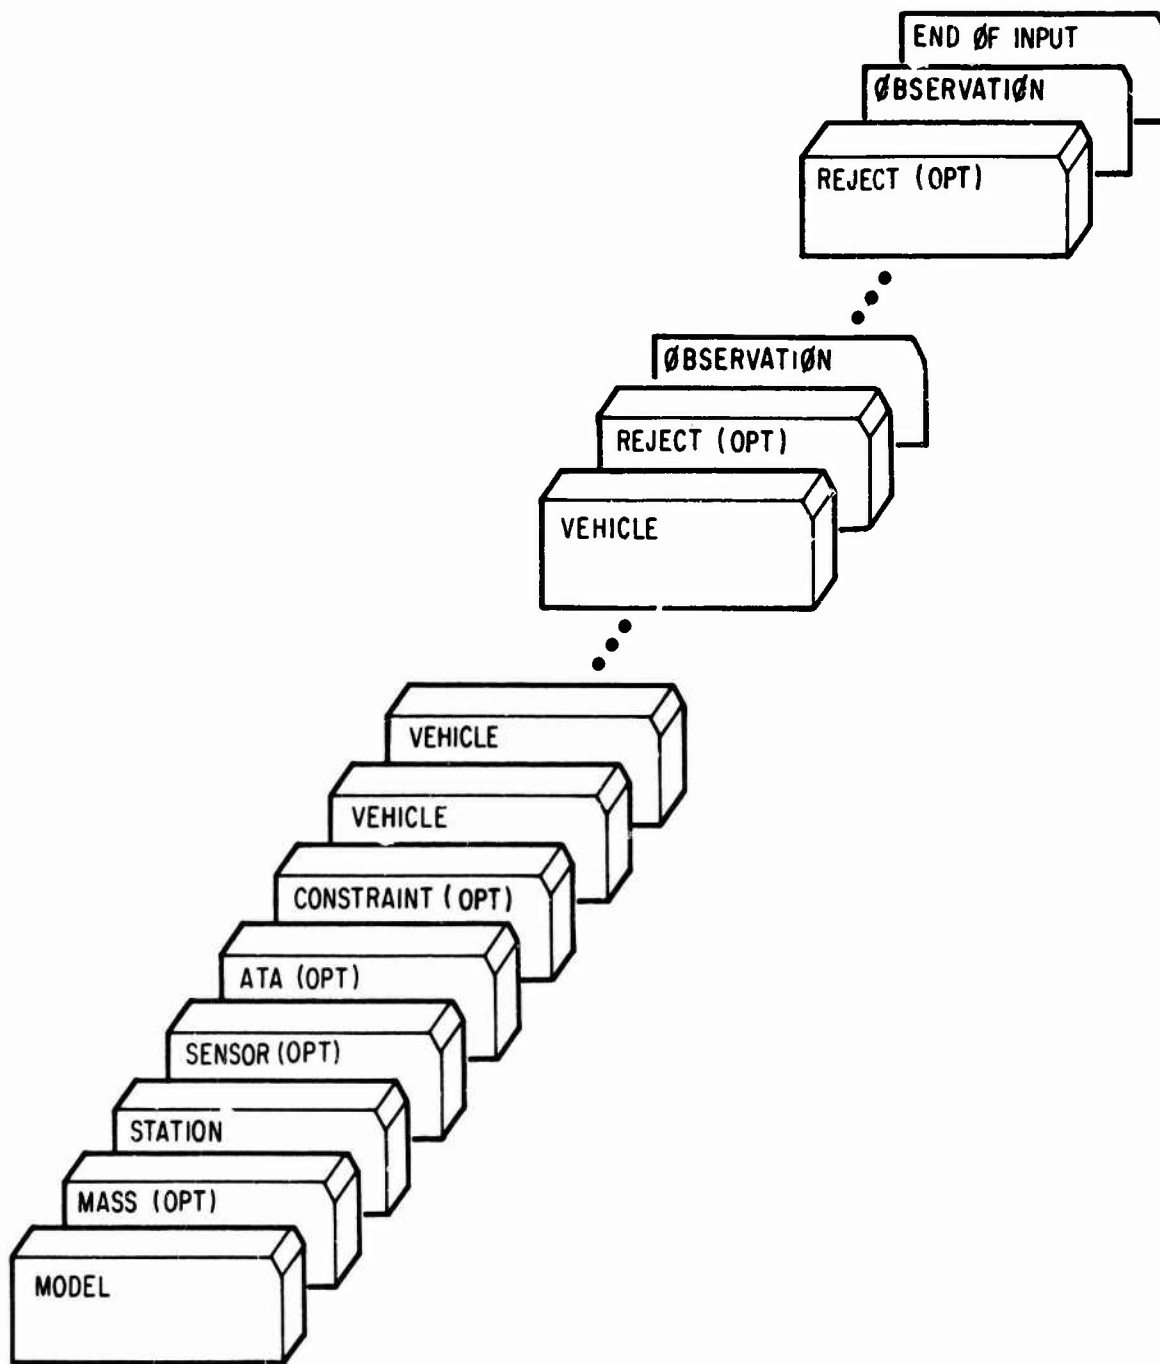 END ØF INPUT
ØBSERVATIØN
REJECT (OPT)
ØBSERVATIØN
REJECT (OPT)
VEHICLE
VEHICLE
VEHICLE
CONSTRAINT (OPT)
ATA (OPT)
SENSOR (OPT)
STATION
MASS (OPT)
MODEL